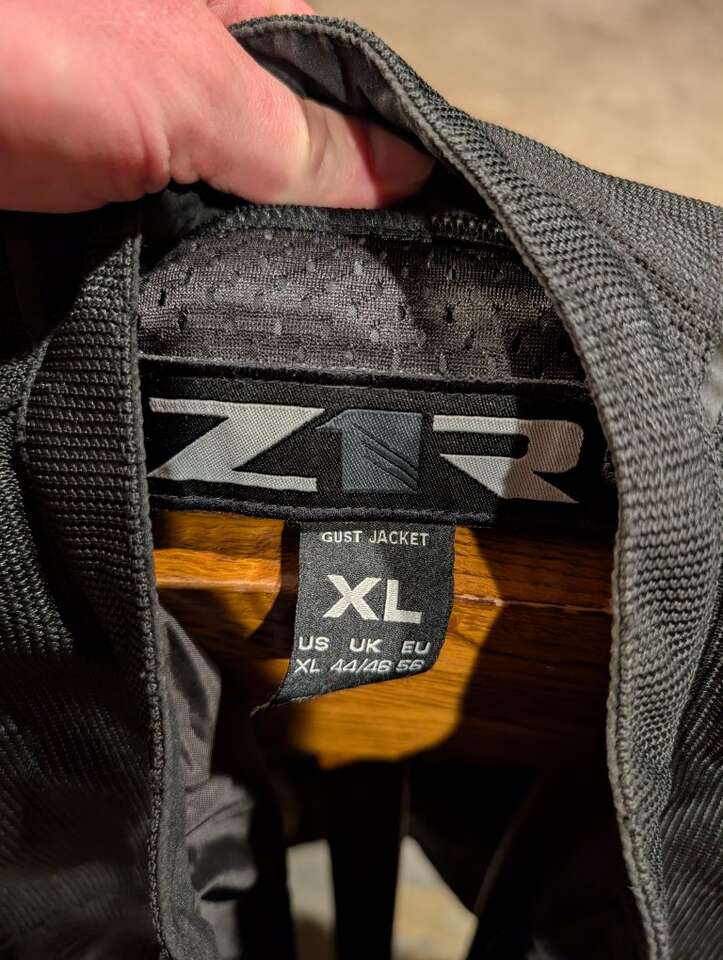 Z1R
GUST JACKET
XL
US UK EU
XL 44/46 56